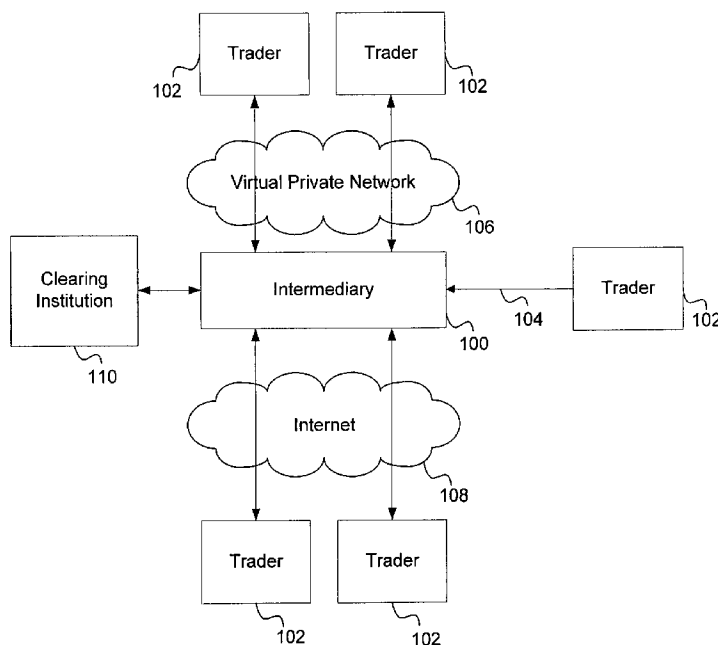 Trader
Trader
102
102
Virtual Private Network
106
Clearing
Institution
Intermediary
Trader
104
100
102
110
Internet
108
Trader
Trader
102
102